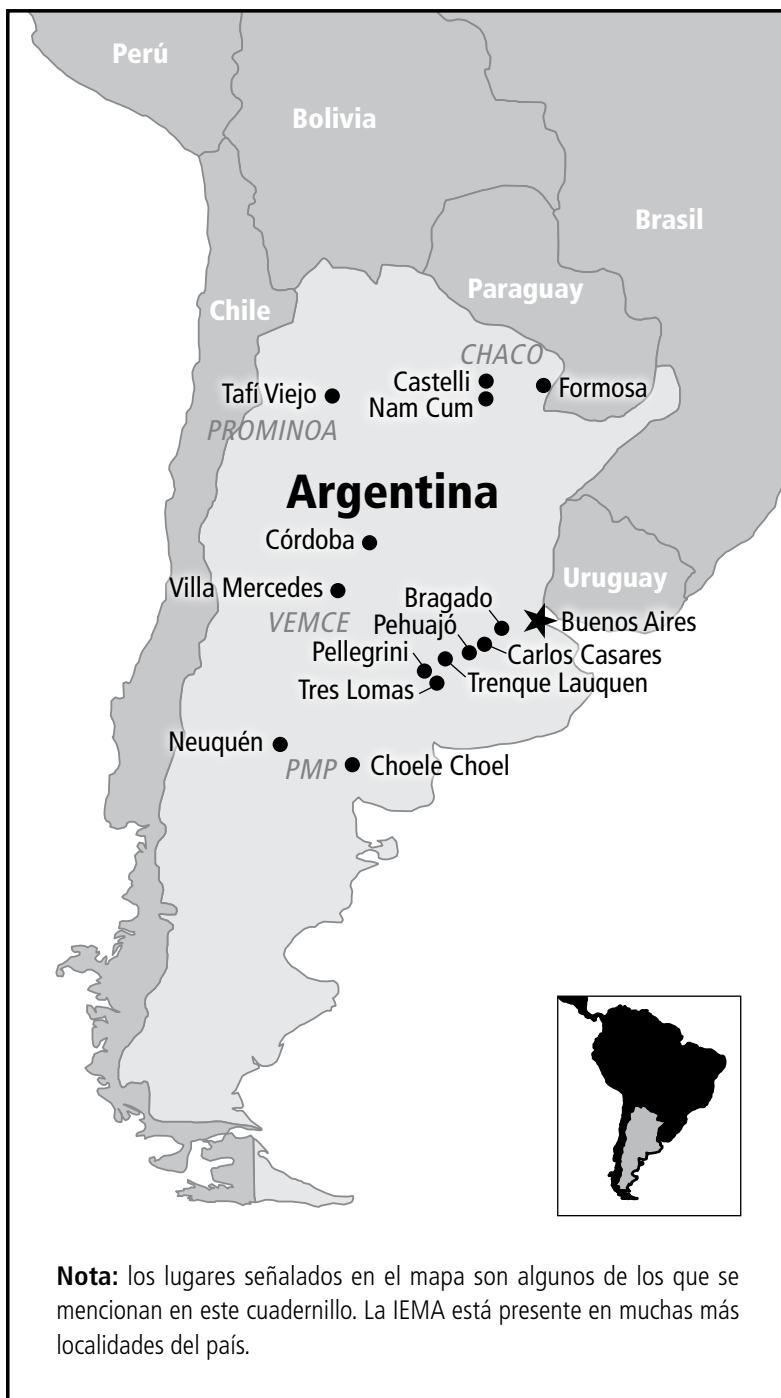 Perú
Bolivia
Brasil
Paraguay
Chile
CHACO
Castelli
Formosa
Tafí Viejo
Nam Cum
PROMINOA
Argentina
Córdoba
Uruguay
Villa Mercedes
Bragado
VEMCE
Buenos Aires
Pehuajó
Pellegrini
Carlos Casares
Trenque Lauquen
Tres Lomas
Neuquén
PMP
Choele Choel
Nota: los lugares señalados en el mapa son algunos de los que se
mencionan en este cuadernillo. La IEMA está presente en muchas más
localidades del país.